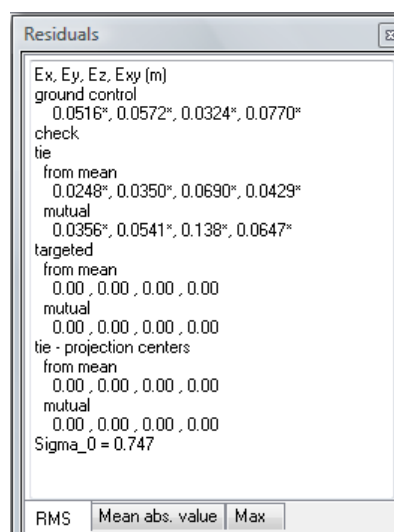 Residuals
Ex, Ey, Ez, Exy (m)
ground control
0.0516*, 0.0572*, 0.0324*, 0.0770*
check
tie
from mean
0.0248*, 0.0350*, 0.0690*, 0.0429*
mutual
0.0356*, 0.0541*, 0.138*, 0.0647*
targeted
from mean
0.00 , 0.00 , 0.00 , 0.00
mutual
0.00 , 0.00 , 0.00 , 0.00
tie - projection centers
from mean
0.00 , 0.00 , 0.00 , 0.00
mutual
0.00 , 0.00 , 0.00 , 0.00
Sigma_0 = 0.747
RMS Mean abs. value Max